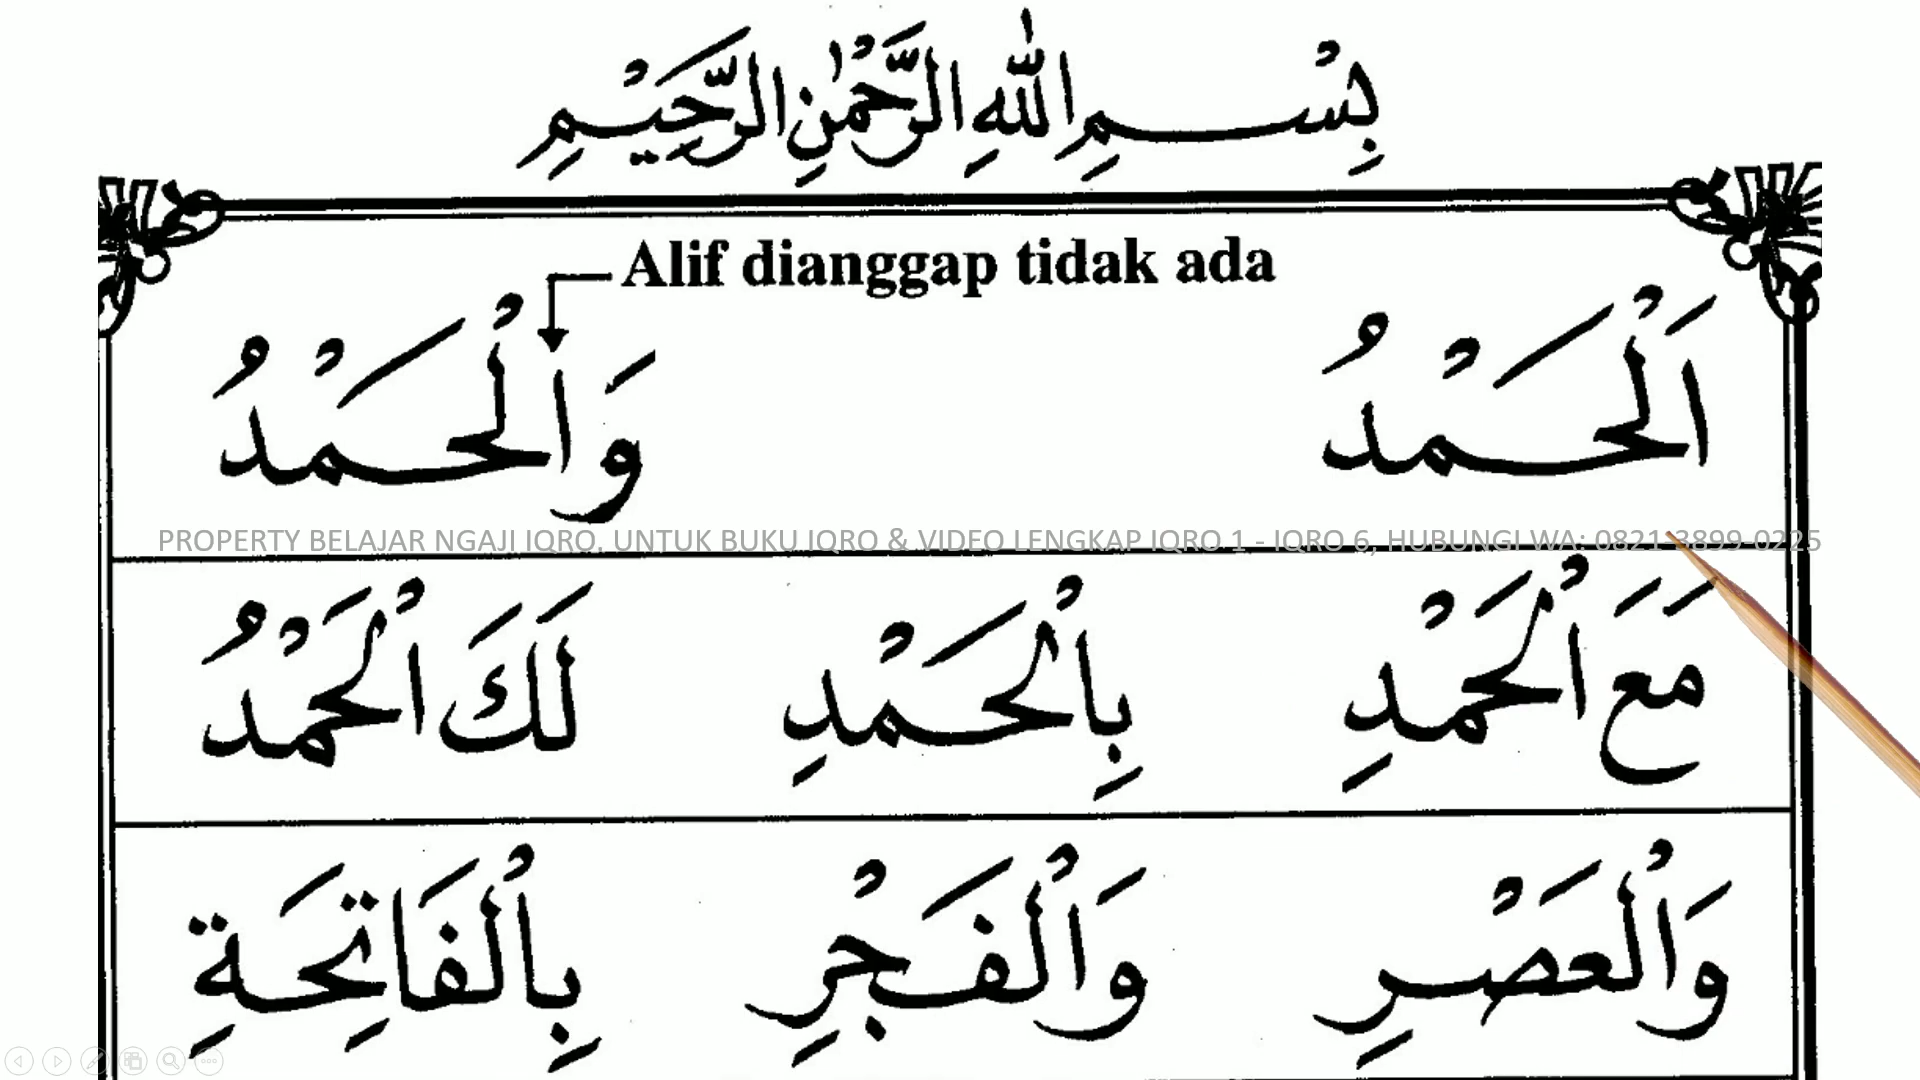 بِسْمِ اللّٰهِ الرَّحْمٰنِ الرَّحِيْمِ
Alif dianggap tidak ada
اَلْحَمْدُ وَالْحَمْدُ
PROPERTY BELAJAR NGAJI IQRO, UNTUK BUKU IQRO & VIDEO LENGKAP IQRO 1 - IQRO 6, HUBUNGI WA: 0821-3899-0225
مَعَ الْحَمْدِ بِالْحَمْدِ لَكَ الْحَمْدُ
وَالْعَصْرِ وَالْفَجْرِ بِالْفَاتِحَةِ